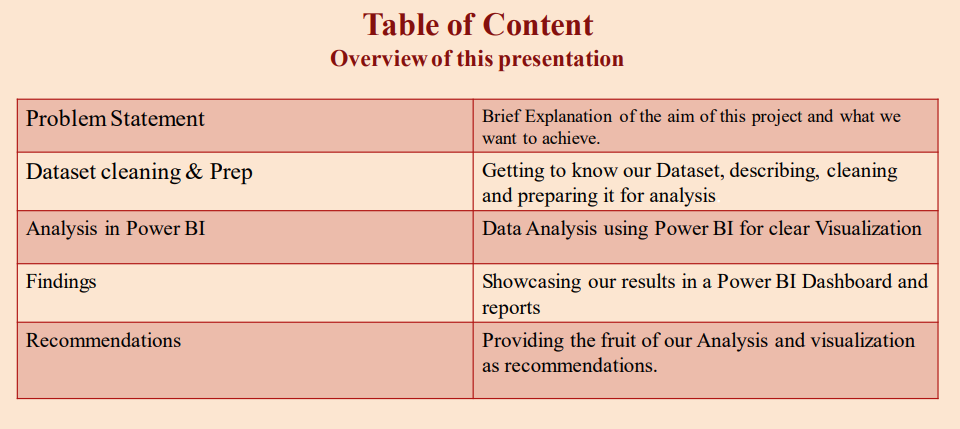 Table of Content
Overview of this presentation
Problem Statement
Brief Explanation of the aim of this project and what we
want to achieve.
Dataset cleaning & Prep
Getting to know our Dataset, describing, cleaning
and preparing it for analysis
Analysis in Power BI
Data Analysis using Power BI for clear Visualization
Findings
Showcasing our results in a Power BI Dashboard and
reports
Recommendations
Providing the fruit of our Analysis and visualization
as recommendations.